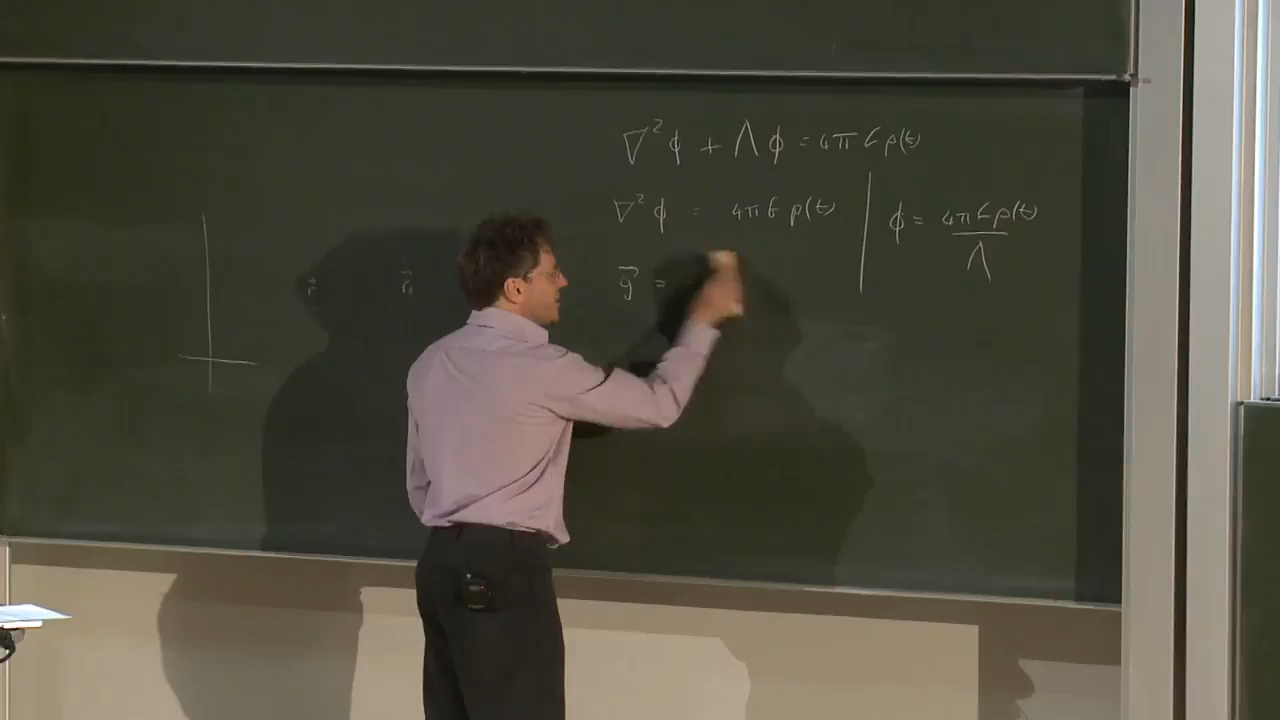 ∇²ϕ + Λϕ = 4πGρ(t)
∇²ϕ = 4πGρ(t) | ϕ = 4πGρ(t) / Λ
r⃗
g⃗ =